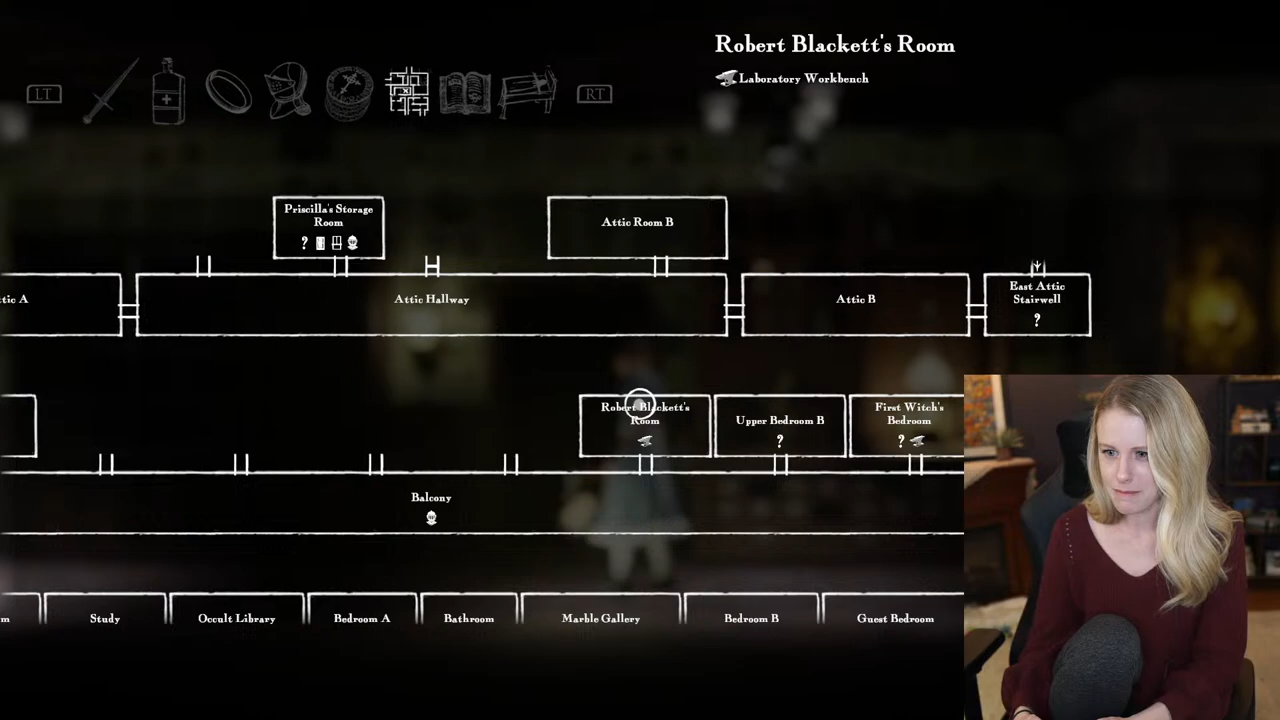 Robert Blackett's Room
LT
RT
Laboratory Workbench
Priscilla's Storage
Room
?
Attic Room B
tic A
Attic Hallway
Attic B
East Attic
Stairwell
?
Robert Blackett's
Room
Upper Bedroom B
?
First Witch's
Bedroom
?
Balcony
m
Study
Occult Library
Bedroom A
Bathroom
Marble Gallery
Bedroom B
Guest Bedroom